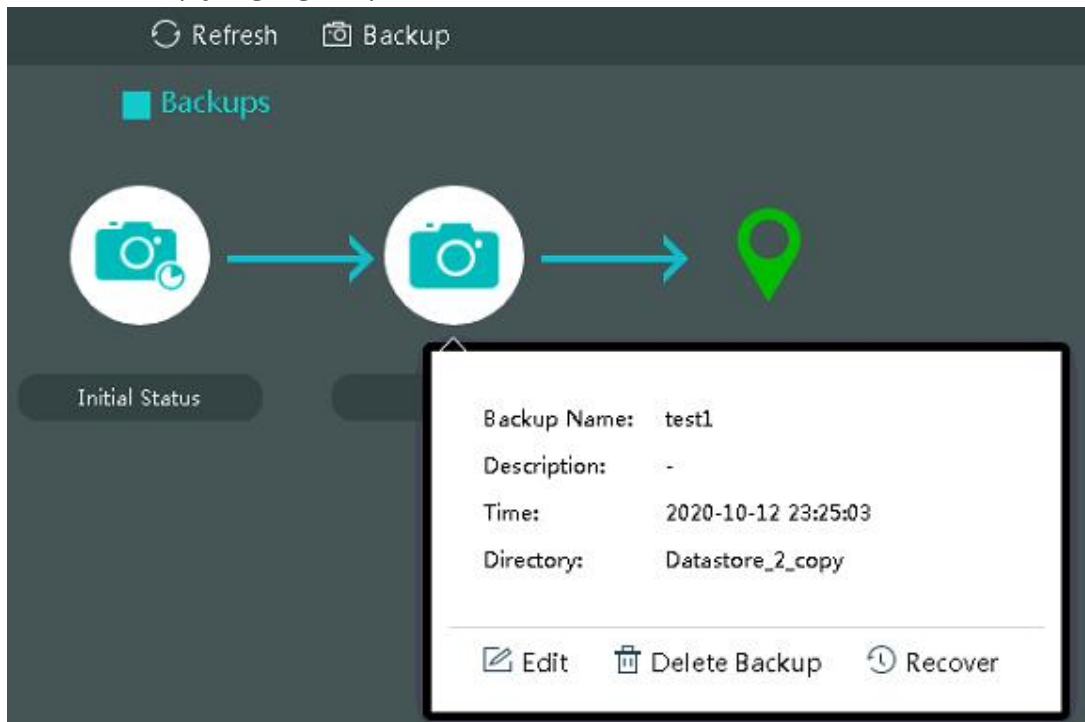 Refresh Backup
Backups
Initial Status
Backup Name: test1
Description: -
Time: 2020-10-12 23:25:03
Directory: Datastore_2_copy
Edit Delete Backup Recover